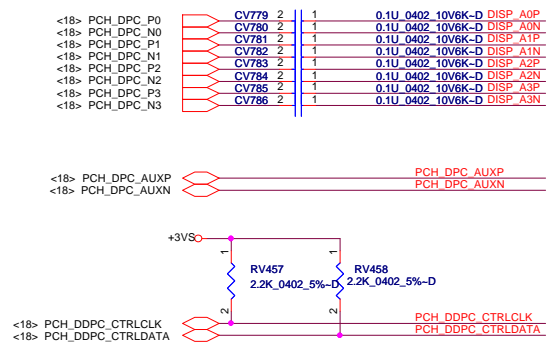 <18> PCH_DPC_P0 CV779 2 1 0.1U_0402_10V6K~D DISP_A0P
<18> PCH_DPC_N0 CV780 2 1 0.1U_0402_10V6K~D DISP_A0N
<18> PCH_DPC_P1 CV781 2 1 0.1U_0402_10V6K~D DISP_A1P
<18> PCH_DPC_N1 CV782 2 1 0.1U_0402_10V6K~D DISP_A1N
<18> PCH_DPC_P2 CV783 2 1 0.1U_0402_10V6K~D DISP_A2P
<18> PCH_DPC_N2 CV784 2 1 0.1U_0402_10V6K~D DISP_A2N
<18> PCH_DPC_P3 CV785 2 1 0.1U_0402_10V6K~D DISP_A3P
<18> PCH_DPC_N3 CV786 2 1 0.1U_0402_10V6K~D DISP_A3N
<18> PCH_DPC_AUXP PCH_DPC_AUXP
<18> PCH_DPC_AUXN PCH_DPC_AUXN
+3VS
1 1
RV457 RV458
2.2K_0402_5%~D 2.2K_0402_5%~D
2 2
<18> PCH_DDPC_CTRLCLK PCH_DDPC_CTRLCLK
<18> PCH_DDPC_CTRLDATA PCH_DDPC_CTRLDATA